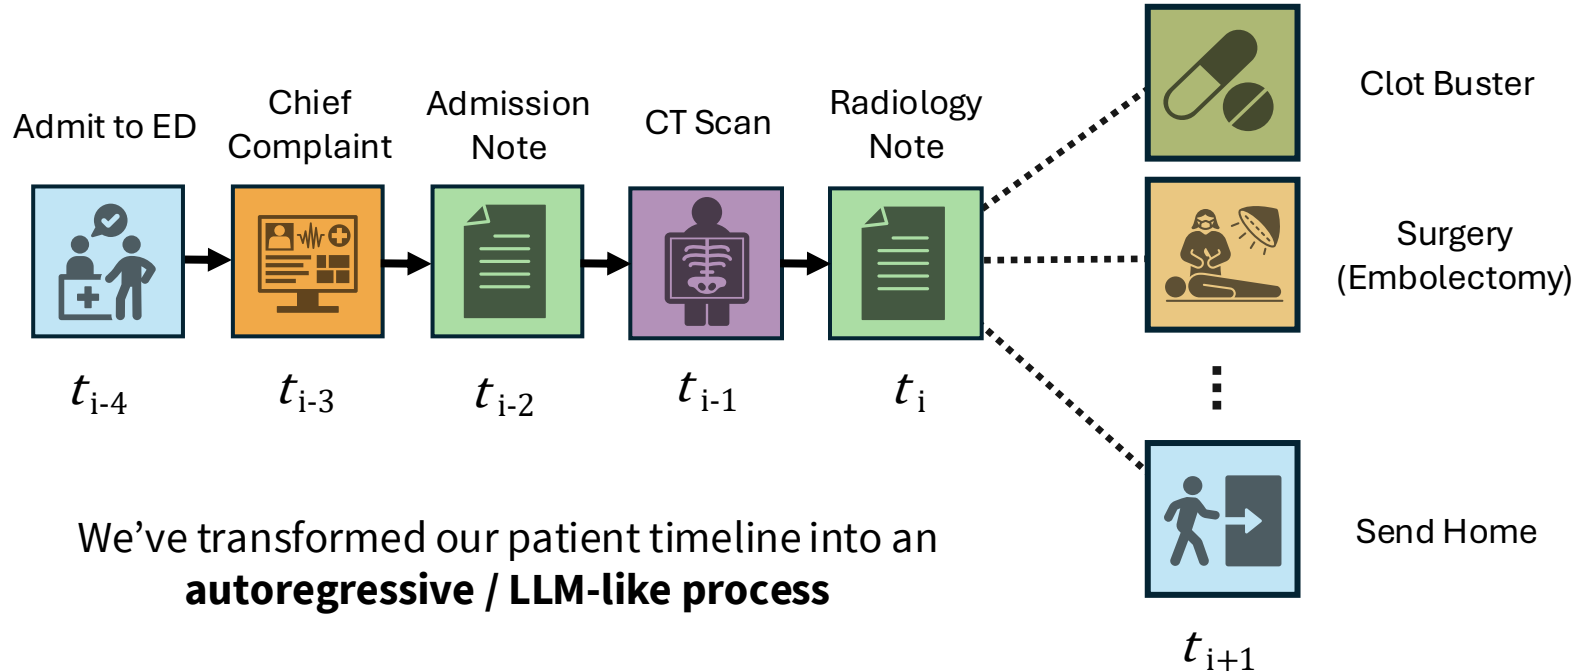 Admit to ED
Chief
Complaint
Admission
Note
CT Scan
Radiology
Note
Clot Buster
Surgery
(Embolectomy)
Send Home
t i-4
t i-3
t i-2
t i-1
t i
t i+1
We’ve transformed our patient timeline into an
autoregressive / LLM-like process